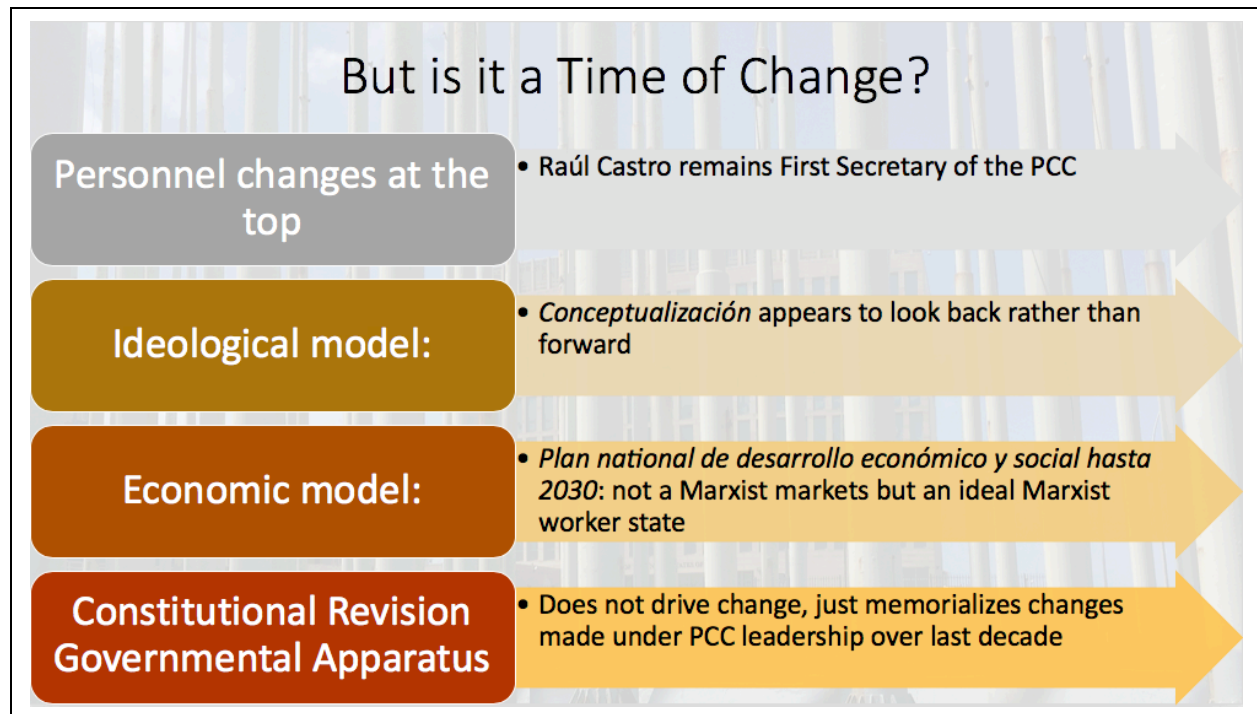 But is it a Time of Change?
Personnel changes at the
top
• Raúl Castro remains First Secretary of the PCC
Ideological model:
• Conceptualización appears to look back rather than
forward
Economic model:
• Plan national de desarrollo económico y social hasta
2030: not a Marxist markets but an ideal Marxist
worker state
Constitutional Revision
Governmental Apparatus
• Does not drive change, just memorializes changes
made under PCC leadership over last decade